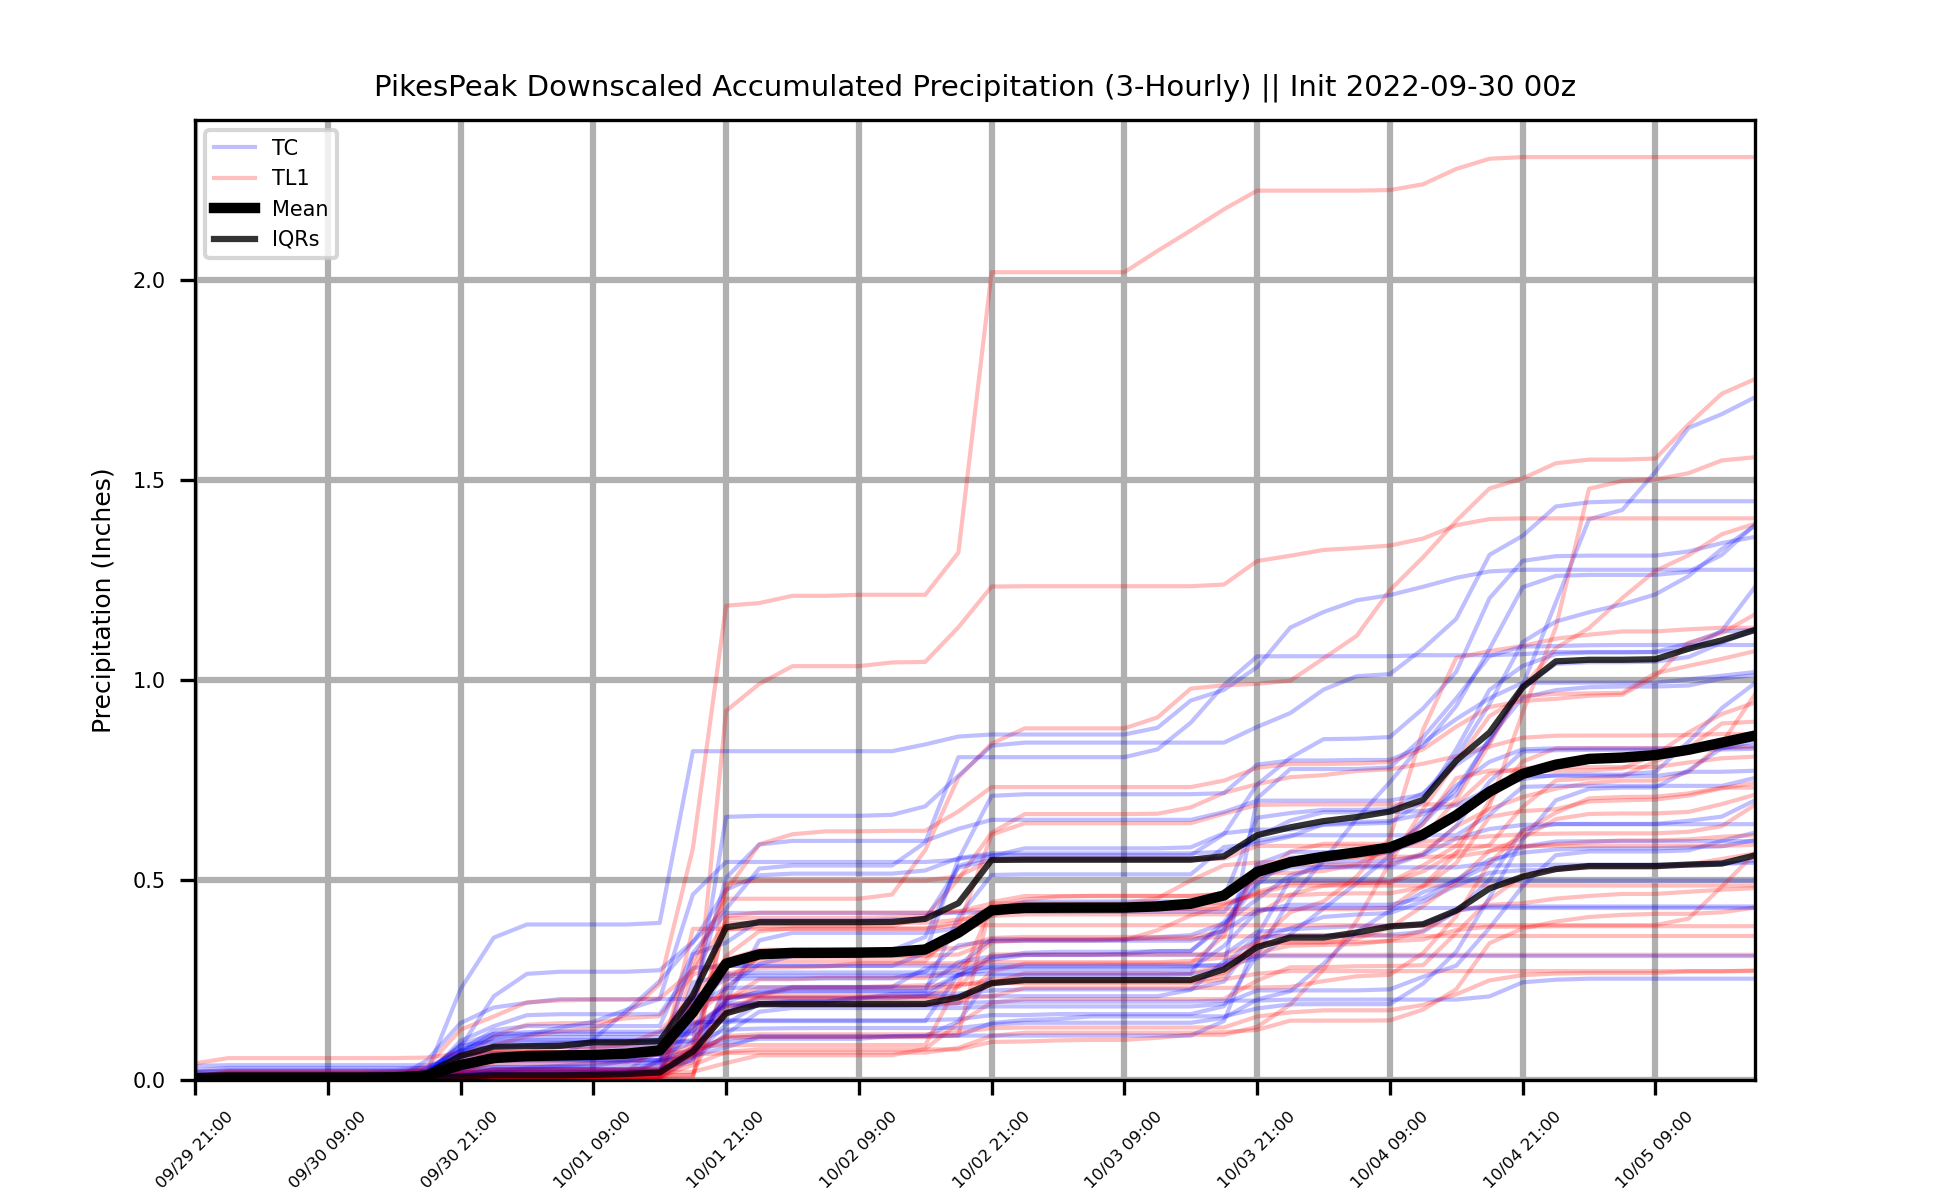 PikesPeak Downscaled Accumulated Precipitation (3-Hourly) || Init 2022-09-30 00z
TC
TL1
Mean
IQRs
Precipitation (Inches)
2.0
1.5
1.0
0.5
0.0
09/29 21:00
09/30 09:00
09/30 21:00
10/01 09:00
10/01 21:00
10/02 09:00
10/02 21:00
10/03 09:00
10/03 21:00
10/04 09:00
10/04 21:00
10/05 09:00